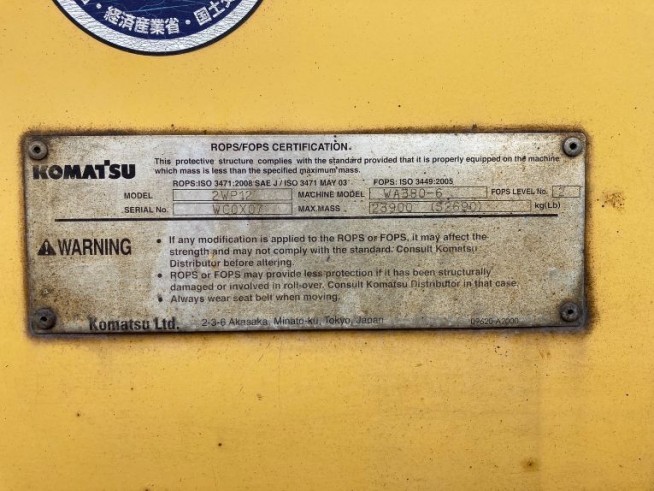 ・経済産業省・国土交
ROPS/FOPS CERTIFICATION.
KOMATSU
This protective structure complies with the standard provided that it is properly equipped on the machine
which mass is less than the specified maximum mass.
ROPS:ISO 3471:2008 SAE J / ISO 3471 MAY 03 FOPS: ISO 3449:2005
MODEL 2WP12 MACHINE MODEL WA380-6 FOPS LEVEL No. 2
SERIAL No. WCOX07 MAX.MASS 23900 (52690) kg(Lb)
WARNING
• If any modification is applied to the ROPS or FOPS, it may affect the
strength and may not comply with the standard. Consult Komatsu
Distributor before altering.
• ROPS or FOPS may provide less protection if it has been structurally
damaged or involved in roll-over. Consult Komatsu Distributor in that case.
• Always wear seat belt when moving.
Komatsu Ltd. 2-3-6 Akasaka, Minato-ku, Tokyo, Japan 09620-A2000